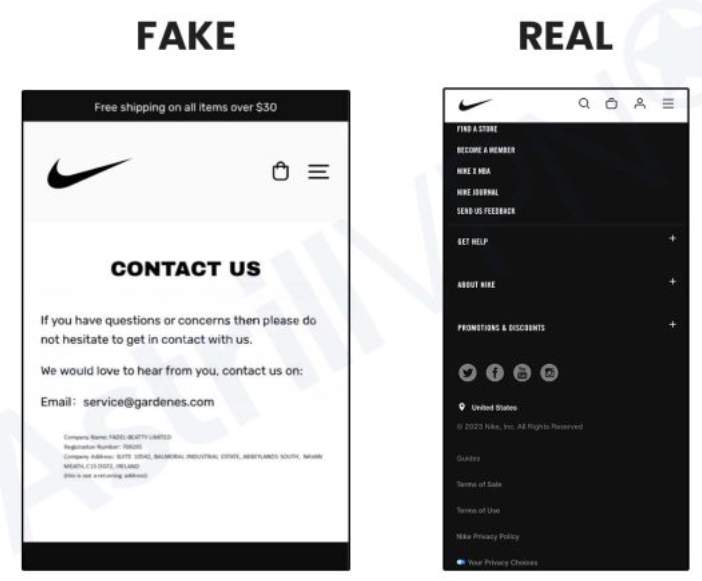 FAKE
REAL
Free shipping on all items over $30
CONTACT US
If you have questions or concerns then please do
not hesitate to get in contact with us.
We would love to hear from you, contact us on:
Email: service@gardenes.com
Company Name: FADEL-BEATTY LIMITED
Registration Number: 709205
Company Address: SUITE 10542, BALMORAL INDUSTRIAL ESTATE, ABBEYLANDS SOUTH, NAVAN
MEATH, IRELAND
(this is not a returning address)
FIND A STORE
BECOME A MEMBER
NIKE X NBA
NIKE JOURNAL
SEND US FEEDBACK
GET HELP
ABOUT NIKE
PROMOTIONS & DISCOUNTS
You
Tube
United States
© 2023 Nike, Inc. All Rights Reserved
Guides
Terms of Sale
Terms of Use
Nike Privacy Policy
Your Privacy Choices
AstrillVPN